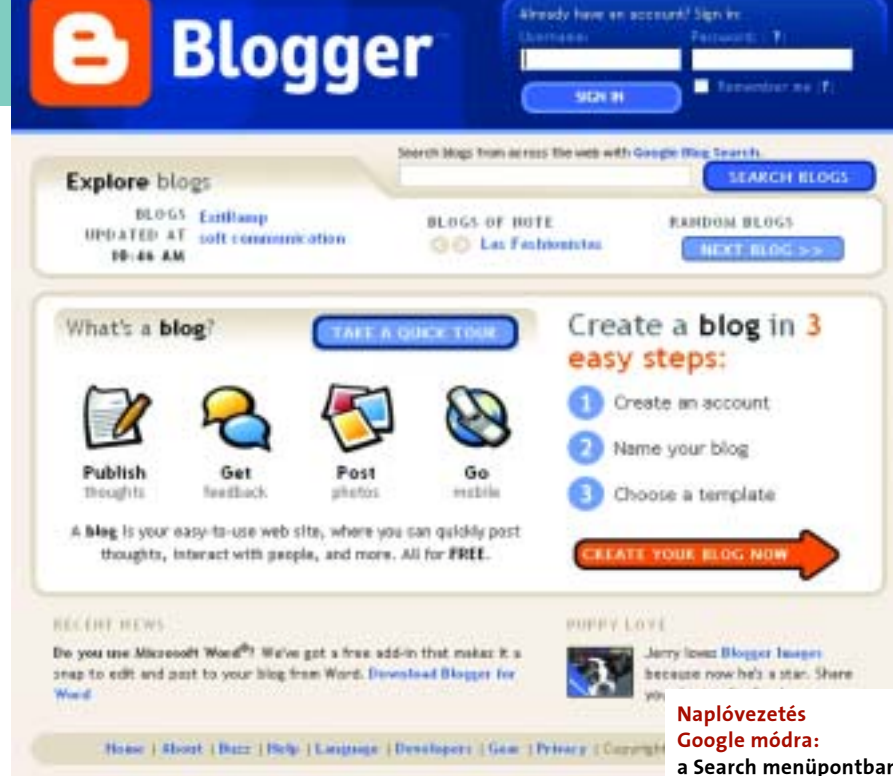 Blogger
Already have an account? Sign in:
Username: Password: (?)
SIGN IN Remember me (?)
Search blogs from across the web with Google Blog Search.
SEARCH BLOGS
Explore blogs
BLOGS UPDATED AT 10:46 AM
ExitRamp
soft communication
BLOGS OF NOTE
Las Fashionistas
RANDOM BLOGS
NEXT BLOG >>
What's a blog?
TAKE A QUICK TOUR
Publish thoughts
Get feedback
Post photos
Go mobile
A blog is your easy-to-use web site, where you can quickly post
thoughts, interact with people, and more. All for FREE.
Create a blog in 3
easy steps:
1 Create an account
2 Name your blog
3 Choose a template
CREATE YOUR BLOG NOW
RECENT NEWS
Do you use Microsoft Word®? We've got a free add-in that makes it a
snap to edit and post to your blog from Word. Download Blogger for
Word
PUPPY LOVE
Jerry loves Blogger Images
because now he's a star. Share
Home | About | Buzz | Help | Language | Developers | Gear | Privacy | Copyright
Naplóvezetés
Google módra:
a Search menüpontban